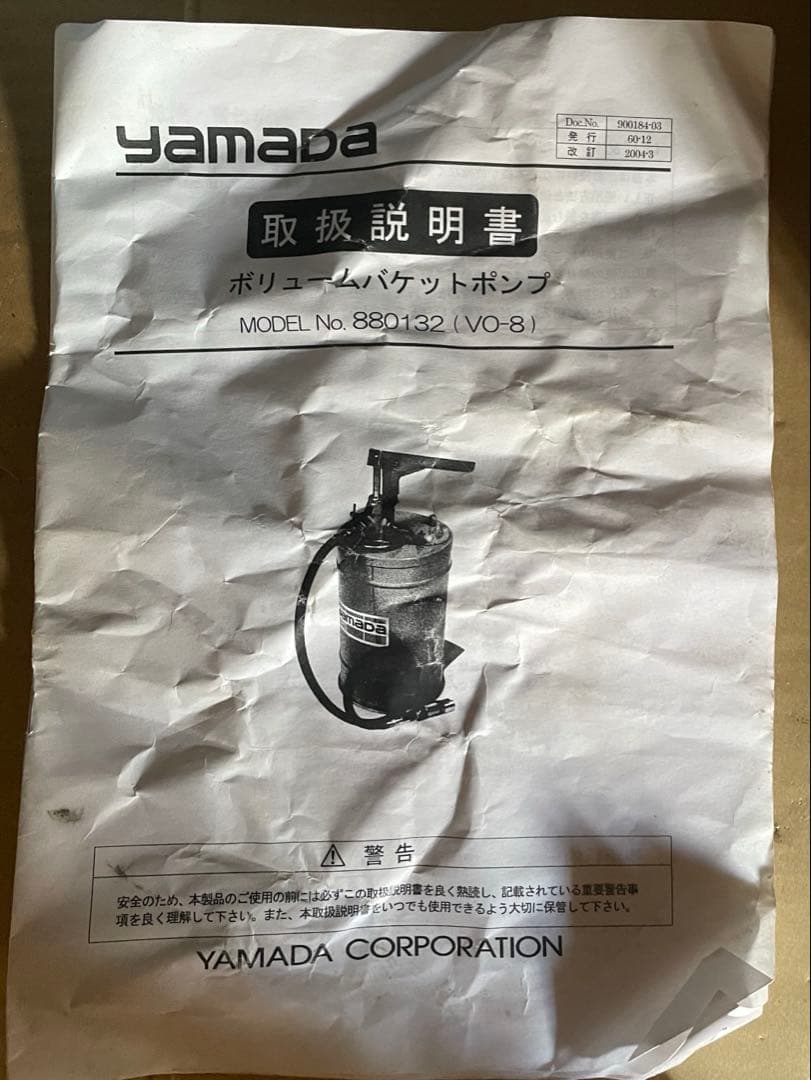 yamada
Doc.No. 900184-03
発行 60-12
改訂 2004-3
取扱説明書
ボリュームバケットポンプ
MODEL No. 880132 (VO-8)
yamada
⚠ 警告
安全のため、本製品のご使用の前には必ずこの取扱説明書を良く熟読し、記載されている重要警告事
項を良く理解して下さい。また、本取扱説明書をいつでも使用できるよう大切に保管して下さい。
YAMADA CORPORATION